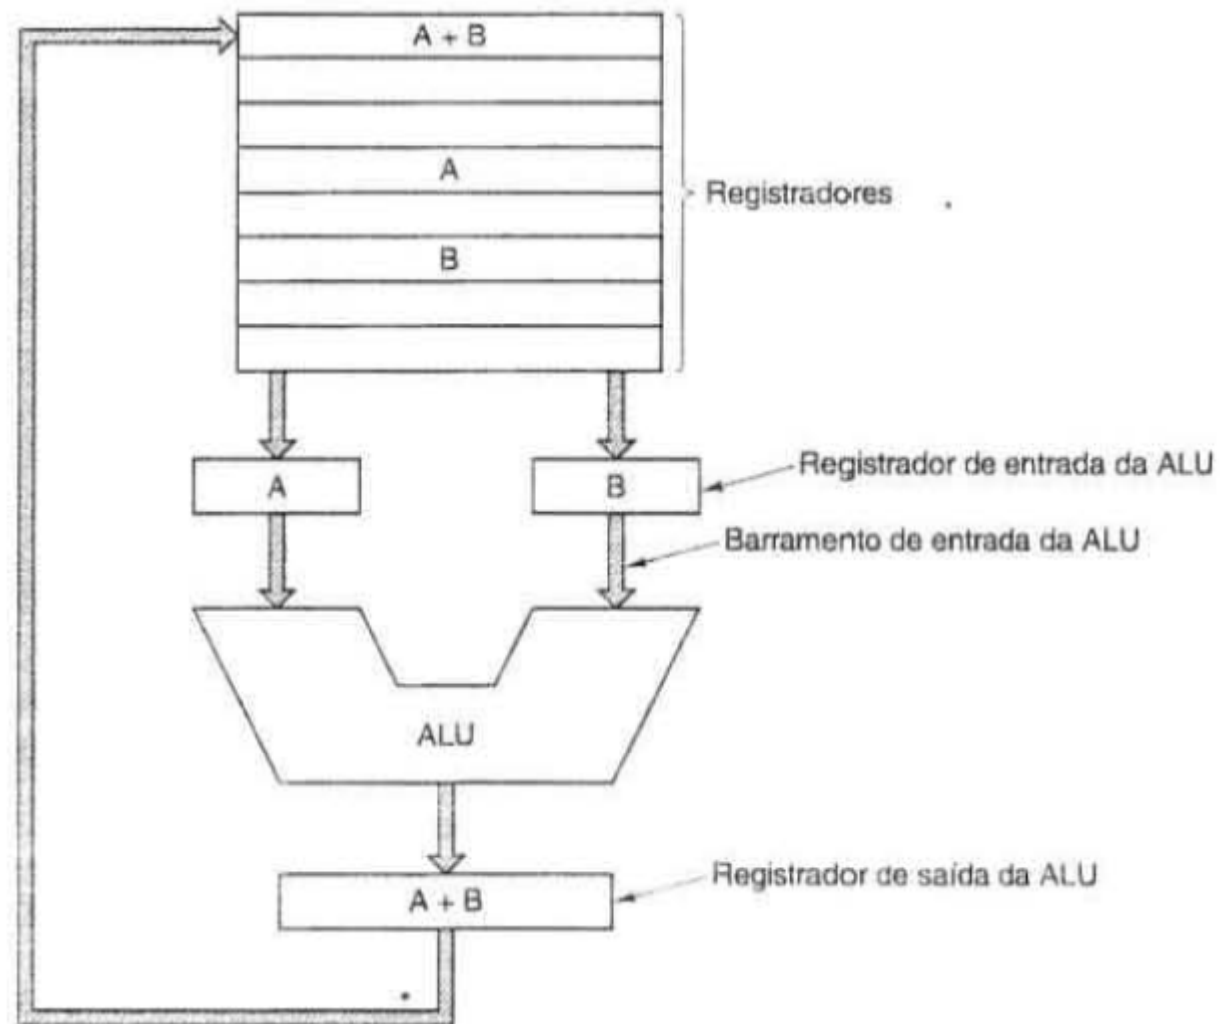 A + B
A
Registradores
B
A
B
Registrador de entrada da ALU
Barramento de entrada da ALU
ALU
A + B
Registrador de saída da ALU